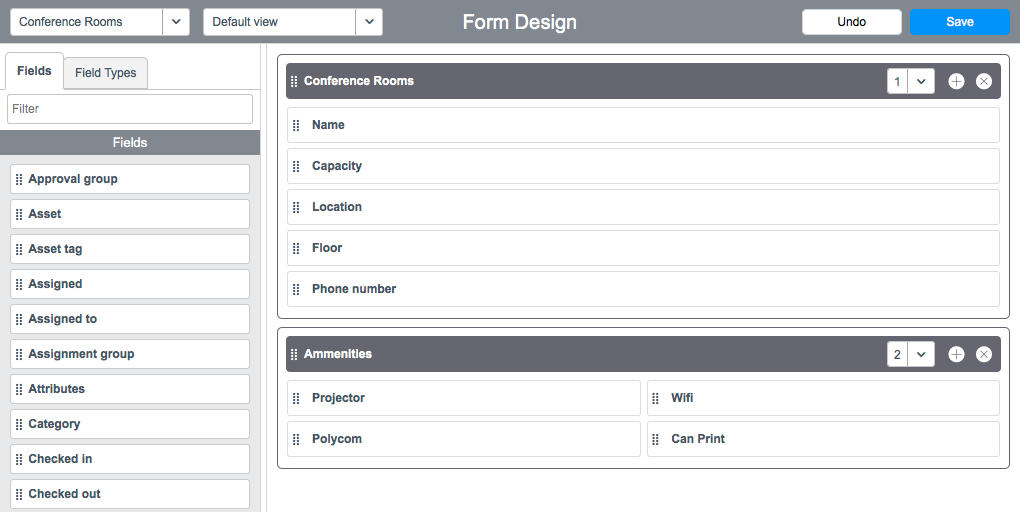 Conference Rooms Default view Form Design Undo Save
Fields Field Types
Filter
Fields
Approval group
Asset
Asset tag
Assigned
Assigned to
Assignment group
Attributes
Category
Checked in
Checked out
Conference Rooms 1
Name
Capacity
Location
Floor
Phone number
Ammenities 2
Projector Wifi
Polycom Can Print